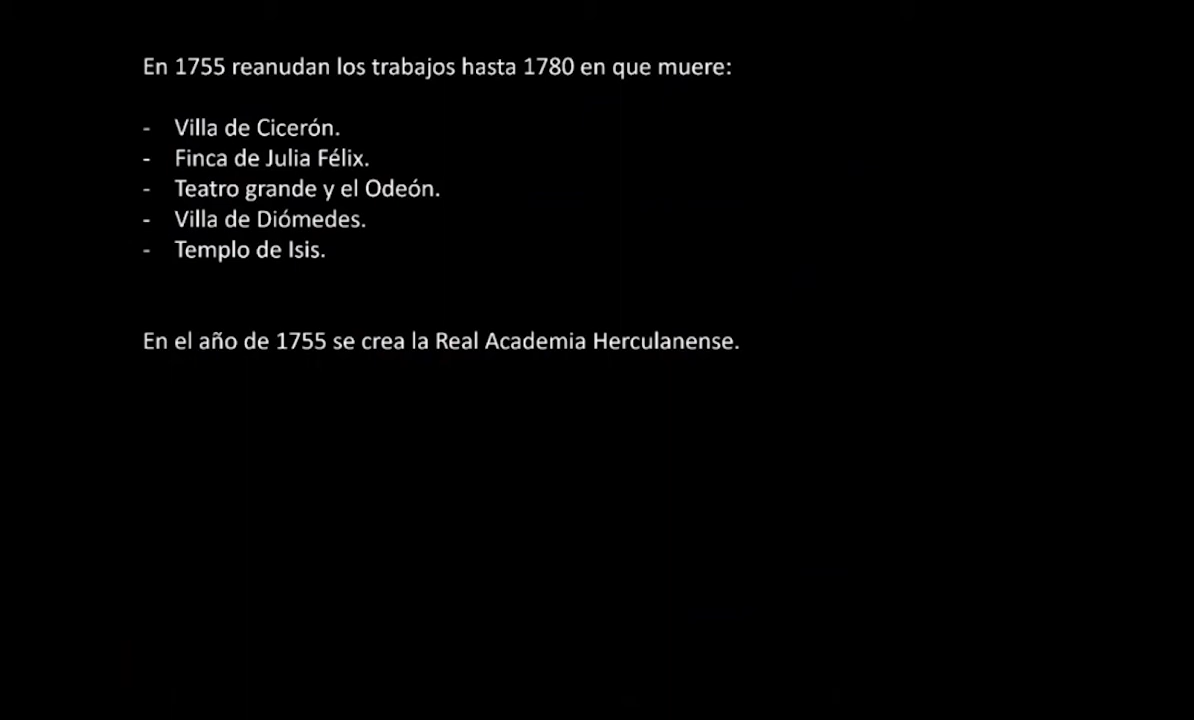 En 1755 reanudan los trabajos hasta 1780 en que muere:
- Villa de Cicerón.
- Finca de Julia Félix.
- Teatro grande y el Odeón.
- Villa de Diómedes.
- Templo de Isis.
En el año de 1755 se crea la Real Academia Herculanense.